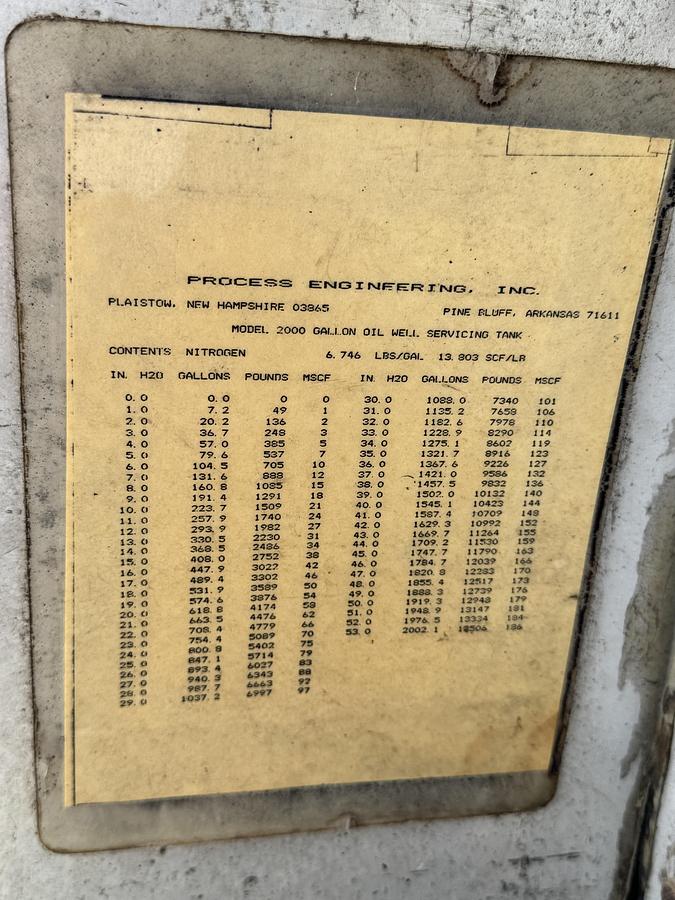 PROCESS ENGINEERING, INC.
PLAISTOW, NEW HAMPSHIRE 03865 PINE BLUFF, ARKANSAS 71611
MODEL 2000 GALLON OIL WELL SERVICING TANK
CONTENTS NITROGEN 6.746 LBS/GAL 13.803 SCF/LB
IN. H2O GALLONS POUNDS MSCF IN. H2O GALLONS POUNDS MSCF
0.0 0.0 0 0 30.0 1088.0 7340 101
1.0 7.2 49 1 31.0 1135.2 7658 106
2.0 20.2 136 2 32.0 1182.6 7978 110
3.0 36.7 248 3 33.0 1228.9 8290 114
4.0 57.0 385 5 34.0 1275.1 8602 119
5.0 79.6 537 7 35.0 1321.7 8916 123
6.0 104.5 705 10 36.0 1367.6 9226 127
7.0 131.6 888 12 37.0 1421.0 9586 132
8.0 160.8 1085 15 38.0 1457.5 9832 136
9.0 191.4 1291 18 39.0 1502.0 10132 140
10.0 223.7 1509 21 40.0 1545.1 10423 144
11.0 257.9 1740 24 41.0 1587.4 10709 148
12.0 293.9 1982 27 42.0 1629.3 10992 152
13.0 330.5 2230 31 43.0 1669.7 11264 155
14.0 368.5 2486 34 44.0 1709.2 11530 159
15.0 408.0 2752 38 45.0 1747.7 11790 163
16.0 447.9 3022 42 46.0 1784.7 12039 166
17.0 489.4 3302 46 47.0 1820.8 12283 170
18.0 531.9 3589 50 48.0 1855.4 12517 173
19.0 574.6 3876 54 49.0 1888.3 12739 176
20.0 618.8 4174 58 50.0 1919.3 12948 179
21.0 663.5 4476 62 51.0 1948.9 13147 181
22.0 708.4 4779 66 52.0 1976.5 13334 184
23.0 754.4 5089 70 53.0 2002.1 13506 186
24.0 800.8 5402 75
25.0 847.1 5714 79
26.0 893.4 6027 83
27.0 940.3 6343 88
28.0 987.7 6663 92
29.0 1037.2 6997 97